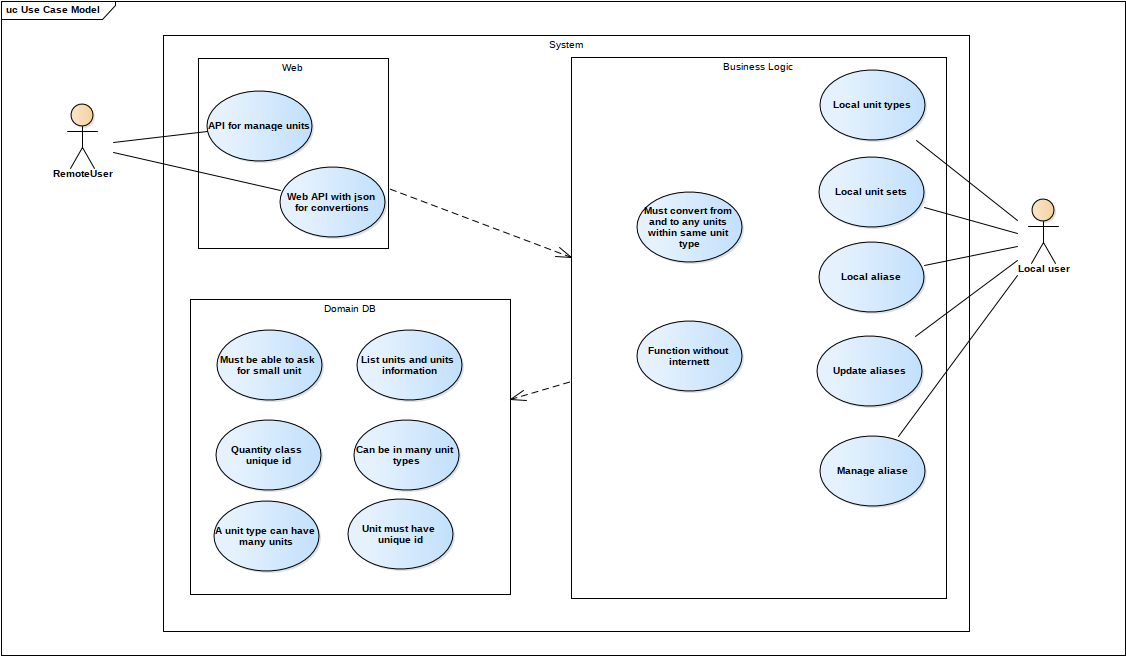 uc Use Case Model
System
Web
API for manage units
Web API with json
for convertions
RemoteUser
Business Logic
Local unit types
Local unit sets
Local aliase
Update aliases
Manage aliase
Must convert from
and to any units
within same unit
type
Function without
internett
Local user
Domain DB
Must be able to ask
for small unit
List units and units
information
Quantity class
unique id
Can be in many unit
types
A unit type can have
many units
Unit must have
unique id